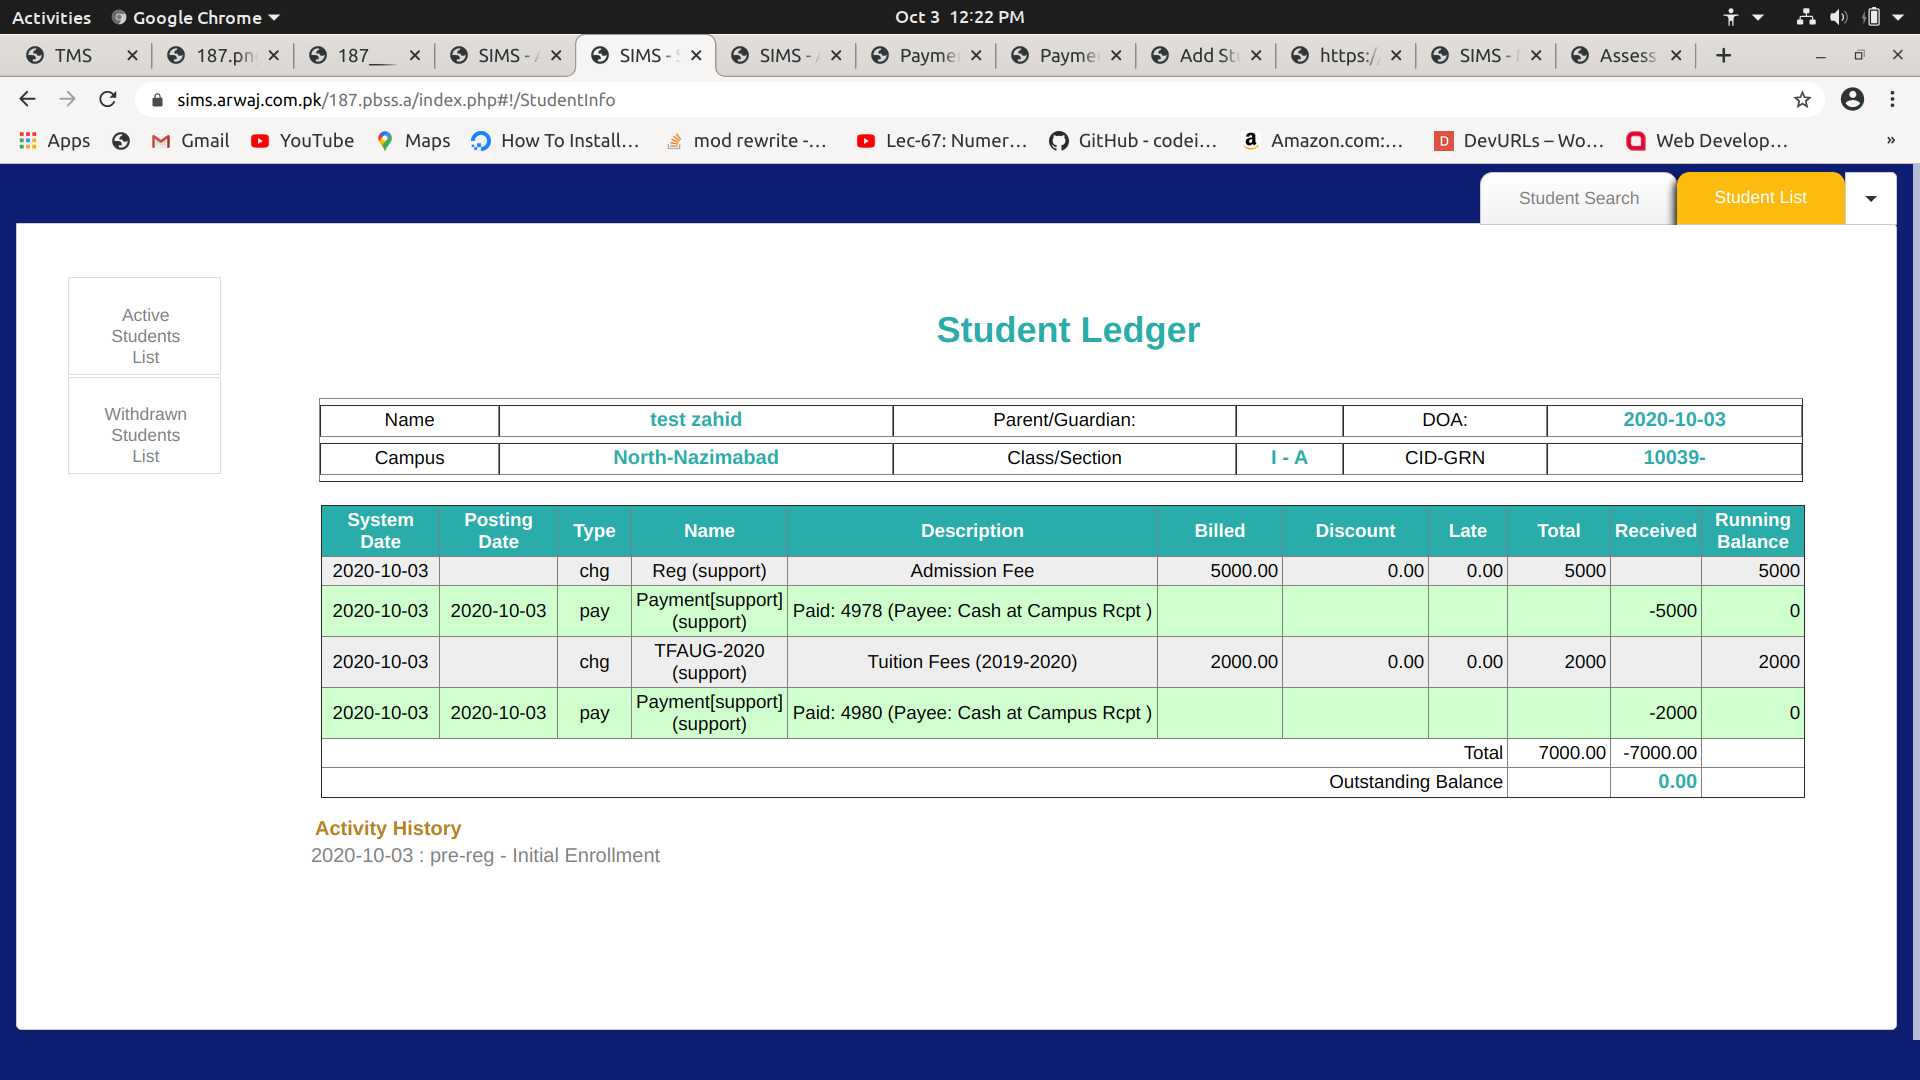 Activities Google Chrome Oct 3 12:22 PM
TMS 187.pn 187___ SIMS - A SIMS - S SIMS - A Payme Payme Add St https:/ SIMS - Assess
sims.arwaj.com.pk/187.pbss.a/index.php#!/StudentInfo
Apps Gmail YouTube Maps How To Install... mod rewrite -... Lec-67: Numer... GitHub - codei... Amazon.com:... DevURLs – Wo... Web Develop... »
Student Search Student List
Active
Students
List
Withdrawn
Students
List
Student Ledger
Name test zahid Parent/Guardian: DOA: 2020-10-03
Campus North-Nazimabad Class/Section I - A CID-GRN 10039-
System Date Posting Date Type Name Description Billed Discount Late Total Received Running Balance
2020-10-03 chg Reg (support) Admission Fee 5000.00 0.00 0.00 5000 5000
2020-10-03 2020-10-03 pay Payment[support] (support) Paid: 4978 (Payee: Cash at Campus Rcpt ) -5000 0
2020-10-03 chg TFAUG-2020 (support) Tuition Fees (2019-2020) 2000.00 0.00 0.00 2000 2000
2020-10-03 2020-10-03 pay Payment[support] (support) Paid: 4980 (Payee: Cash at Campus Rcpt ) -2000 0
Total 7000.00 -7000.00
Outstanding Balance 0.00
Activity History
2020-10-03 : pre-reg - Initial Enrollment